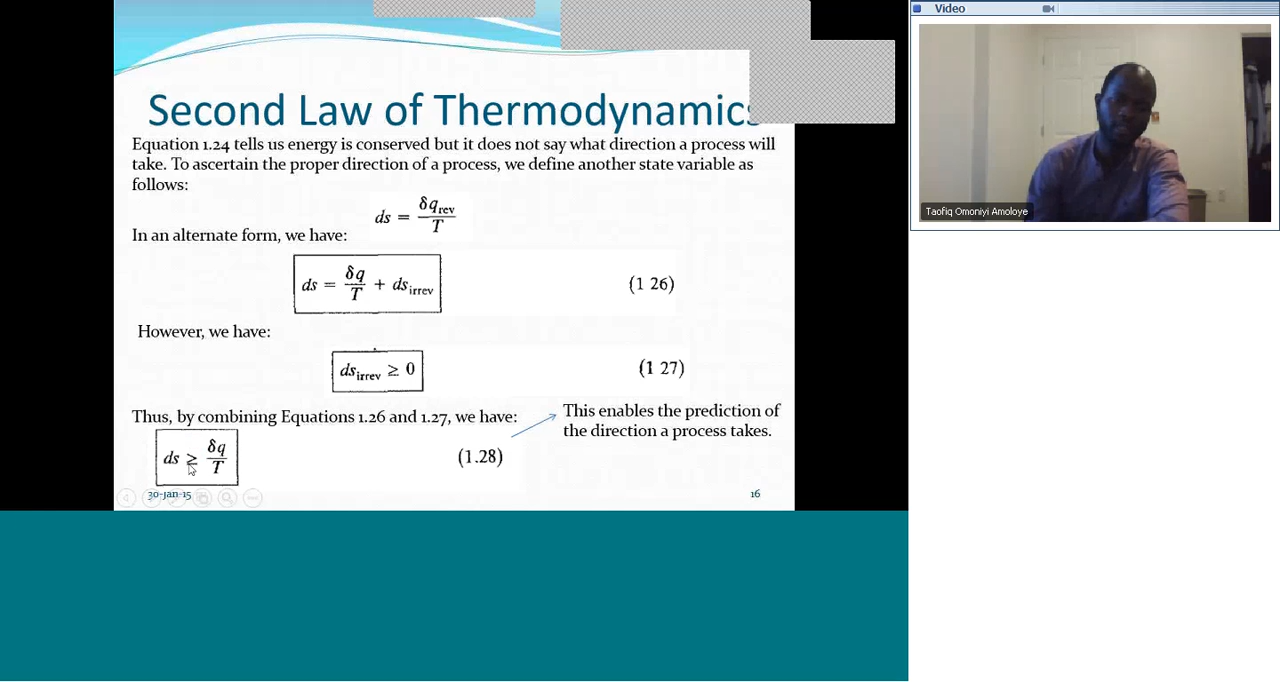 Second Law of Thermodynamics
Equation 1.24 tells us energy is conserved but it does not say what direction a process will
take. To ascertain the proper direction of a process, we define another state variable as
follows:
ds = δq_rev / T
In an alternate form, we have:
ds = δq / T + ds_irrev (1 26)
However, we have:
ds_irrev ≥ 0 (1 27)
Thus, by combining Equations 1.26 and 1.27, we have:
This enables the prediction of
the direction a process takes.
ds ≥ δq / T (1.28)
30-Jan-15
16
Video
Taofiq Omoniyi Amoloye